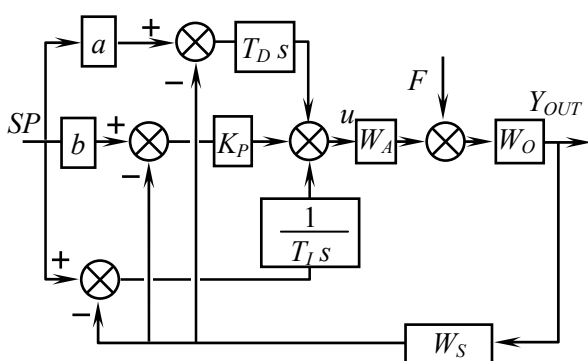 a
+
−
T_D s
F
Y_OUT
SP
b
+
−
K_P
u
W_A
W_O
1
T_I s
+
−
W_S